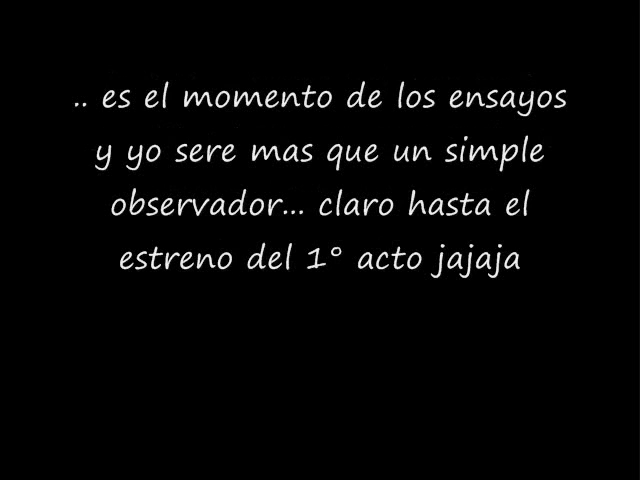 .. es el momento de los ensayos
y yo sere mas que un simple
observador... claro hasta el
estreno del 1° acto jajaja